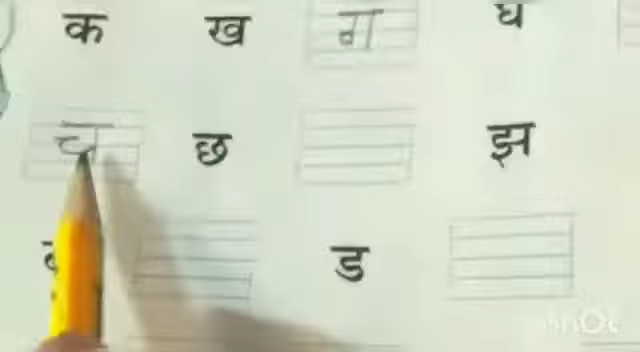 क ख ग घ
च छ झ
ड